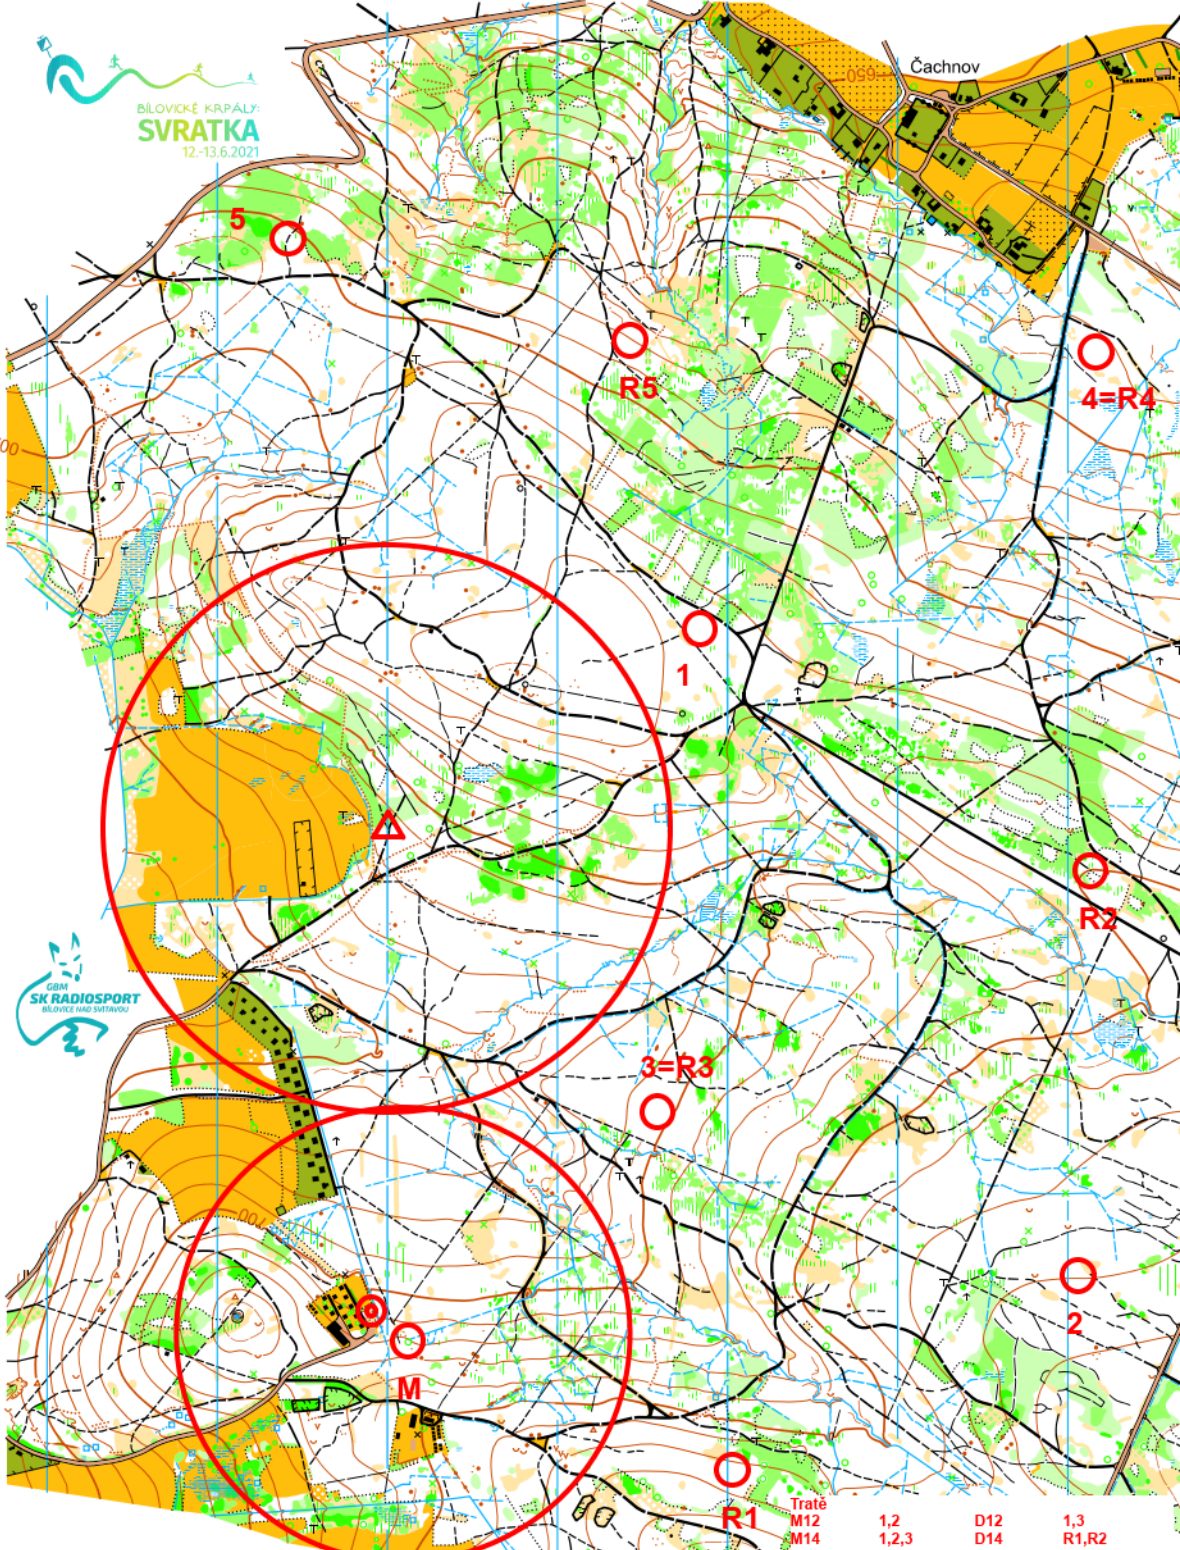 Čachnov
650
BÍLOVICKÉ KRPÁLY:
SVRATKA
12.-13.6.2021
5
R5
4=R4
00
1
R2
GBM
SK RADIOSPORT
BÍLOVICE NAD SVITAVOU
3=R3
700
2
M
R1
Tratě
M12 1,2 D12 1,3
M14 1,2,3 D14 R1,R2